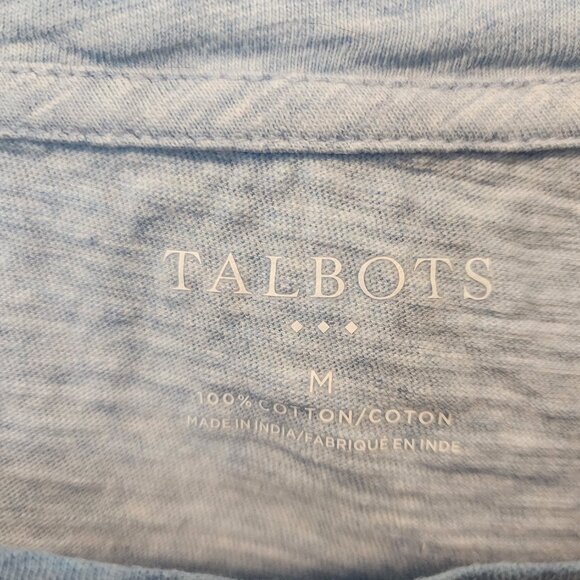 TALBOTS
M
100% COTTON/COTON
MADE IN INDIA/FABRIQUÉ EN INDE